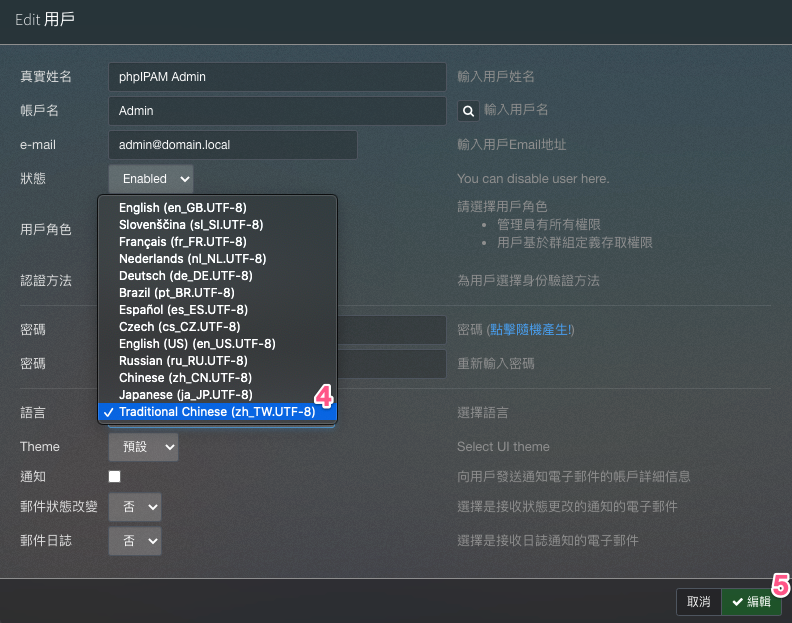 Edit 用戶
真實姓名 phpIPAM Admin 輸入用戶姓名
帳戶名 Admin 輸入用戶名
e-mail admin@domain.local 輸入用戶Email地址
狀態 Enabled You can disable user here.
English (en_GB.UTF-8)
Slovenščina (sl_SI.UTF-8)
Français (fr_FR.UTF-8)
Nederlands (nl_NL.UTF-8)
Deutsch (de_DE.UTF-8)
Brazil (pt_BR.UTF-8)
Español (es_ES.UTF-8)
Czech (cs_CZ.UTF-8)
English (US) (en_US.UTF-8)
Russian (ru_RU.UTF-8)
Chinese (zh_CN.UTF-8)
Japanese (ja_JP.UTF-8)
✓ Traditional Chinese (zh_TW.UTF-8) 4
用戶角色 請選擇用戶角色
• 管理員有所有權限
• 用戶基於群組定義存取權限
認證方法 為用戶選擇身份驗證方法
密碼 密碼 (點擊隨機產生!)
密碼 重新輸入密碼
語言 選擇語言
Theme 預設 Select UI theme
通知 向用戶發送通知電子郵件的帳戶詳細信息
郵件狀態改變 否 選擇是接收狀態更改的通知的電子郵件
郵件日誌 否 選擇是接收日誌通知的電子郵件
取消 ✓ 編輯 5